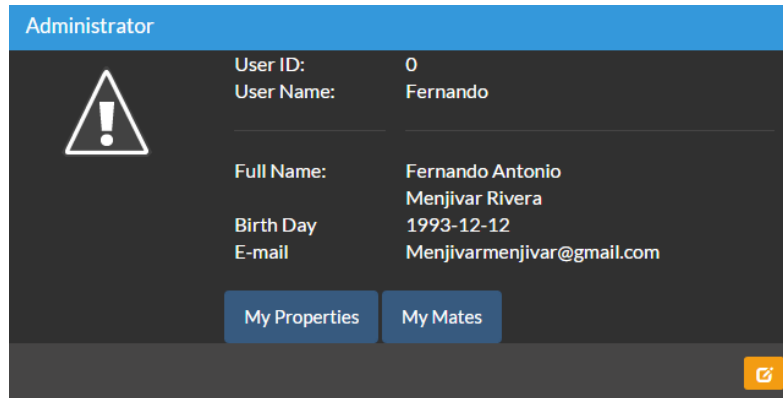 Administrator
User ID: 0
User Name: Fernando
Full Name: Fernando Antonio
Menjivar Rivera
Birth Day 1993-12-12
E-mail Menjivarmenjivar@gmail.com
My Properties My Mates